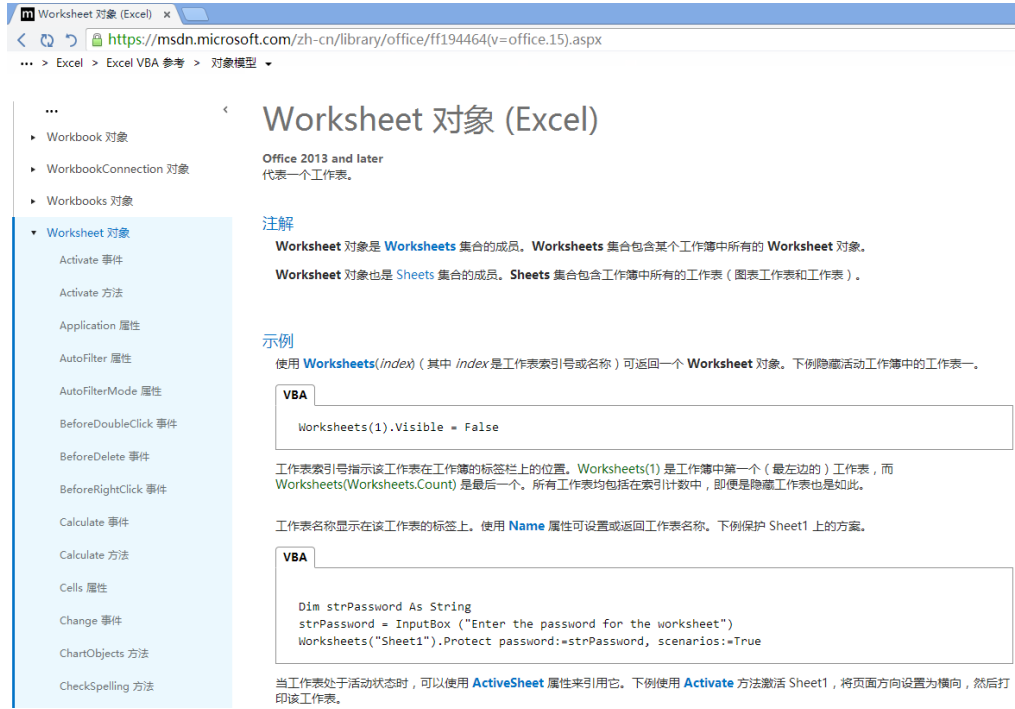 Worksheet 对象 (Excel)
https://msdn.microsoft.com/zh-cn/library/office/ff194464(v=office.15).aspx
... > Excel > Excel VBA 参考 > 对象模型
...
Workbook 对象
WorkbookConnection 对象
Workbooks 对象
Worksheet 对象
Activate 事件
Activate 方法
Application 属性
AutoFilter 属性
AutoFilterMode 属性
BeforeDoubleClick 事件
BeforeDelete 事件
BeforeRightClick 事件
Calculate 事件
Calculate 方法
Cells 属性
Change 事件
ChartObjects 方法
CheckSpelling 方法
Worksheet 对象 (Excel)
Office 2013 and later
代表一个工作表。
注解
Worksheet 对象是 Worksheets 集合的成员。Worksheets 集合包含某个工作簿中所有的 Worksheet 对象。
Worksheet 对象也是 Sheets 集合的成员。Sheets 集合包含工作簿中所有的工作表（图表工作表和工作表）。
示例
使用 Worksheets(index)（其中 index 是工作表索引号或名称）可返回一个 Worksheet 对象。下例隐藏活动工作簿中的工作表一。
VBA
Worksheets(1).Visible = False
工作表索引号指示该工作表在工作簿的标签栏上的位置。Worksheets(1) 是工作簿中第一个（最左边的）工作表，而
Worksheets(Worksheets.Count) 是最后一个。所有工作表均包括在索引计数中，即便是隐藏工作表也是如此。
工作表名称显示在该工作表的标签上。使用 Name 属性可设置或返回工作表名称。下例保护 Sheet1 上的方案。
VBA
Dim strPassword As String
strPassword = InputBox ("Enter the password for the worksheet")
Worksheets("Sheet1").Protect password:=strPassword, scenarios:=True
当工作表处于活动状态时，可以使用 ActiveSheet 属性来引用它。下例使用 Activate 方法激活 Sheet1，将页面方向设置为横向，然后打
印该工作表。